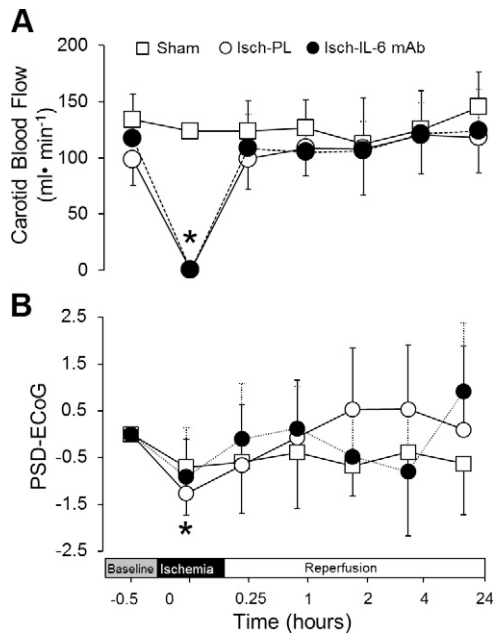 A
Sham Isch-PL Isch-IL-6 mAb
Carotid Blood Flow
(ml• min⁻¹)
200
150
100
50
0
*
B
PSD-ECoG
2.5
1.5
0.5
-0.5
-1.5
-2.5
*
Baseline Ischemia Reperfusion
-0.5 0 0.25 1 2 4 24
Time (hours)